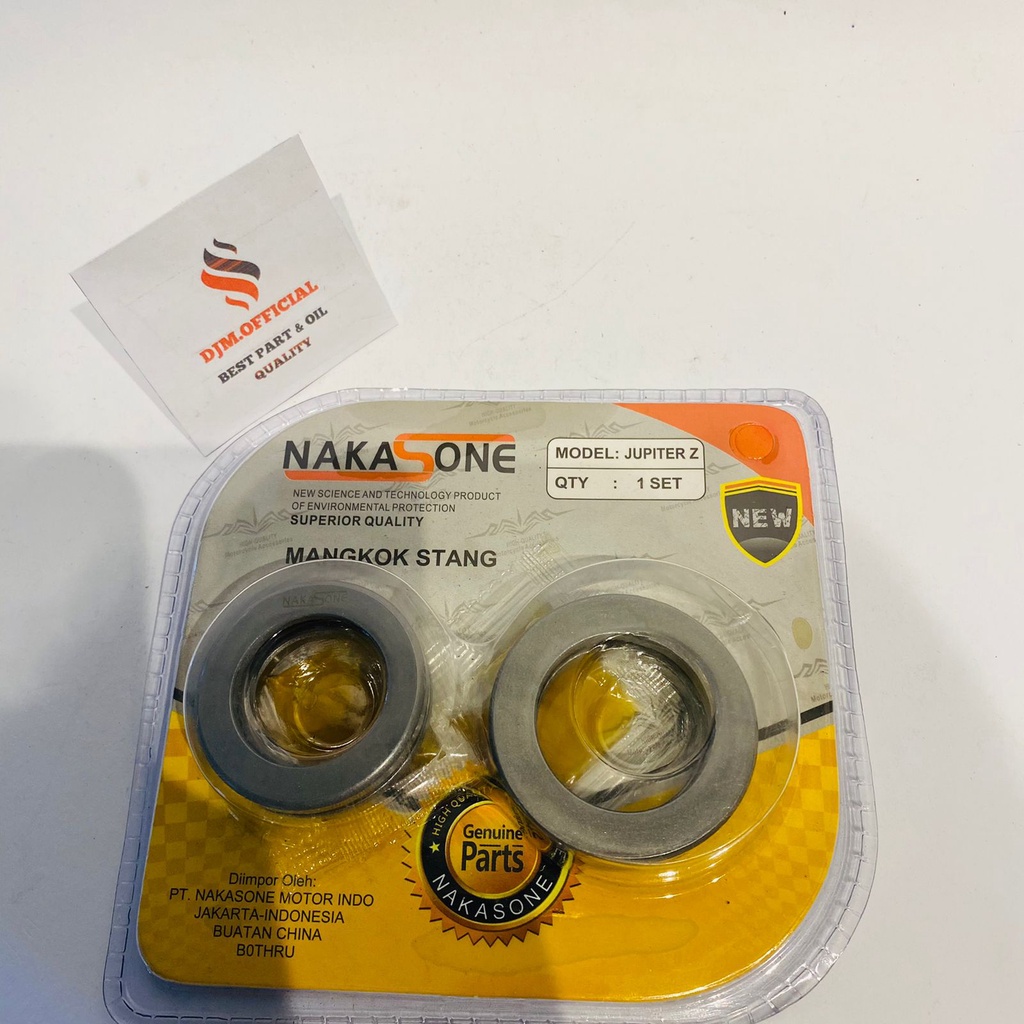 DJM.OFFICIAL
BEST PART & OIL
QUALITY
NAKASONE
NEW SCIENCE AND TECHNOLOGY PRODUCT
OF ENVIRONMENTAL PROTECTION
SUPERIOR QUALITY
MODEL: JUPITER Z
QTY : 1 SET
NEW
MANGKOK STANG
NAKASONE
HIGH QUA
Genuine
Parts
NAKASONE
Diimpor Oleh:
PT. NAKASONE MOTOR INDO
JAKARTA-INDONESIA
BUATAN CHINA
B0THRU